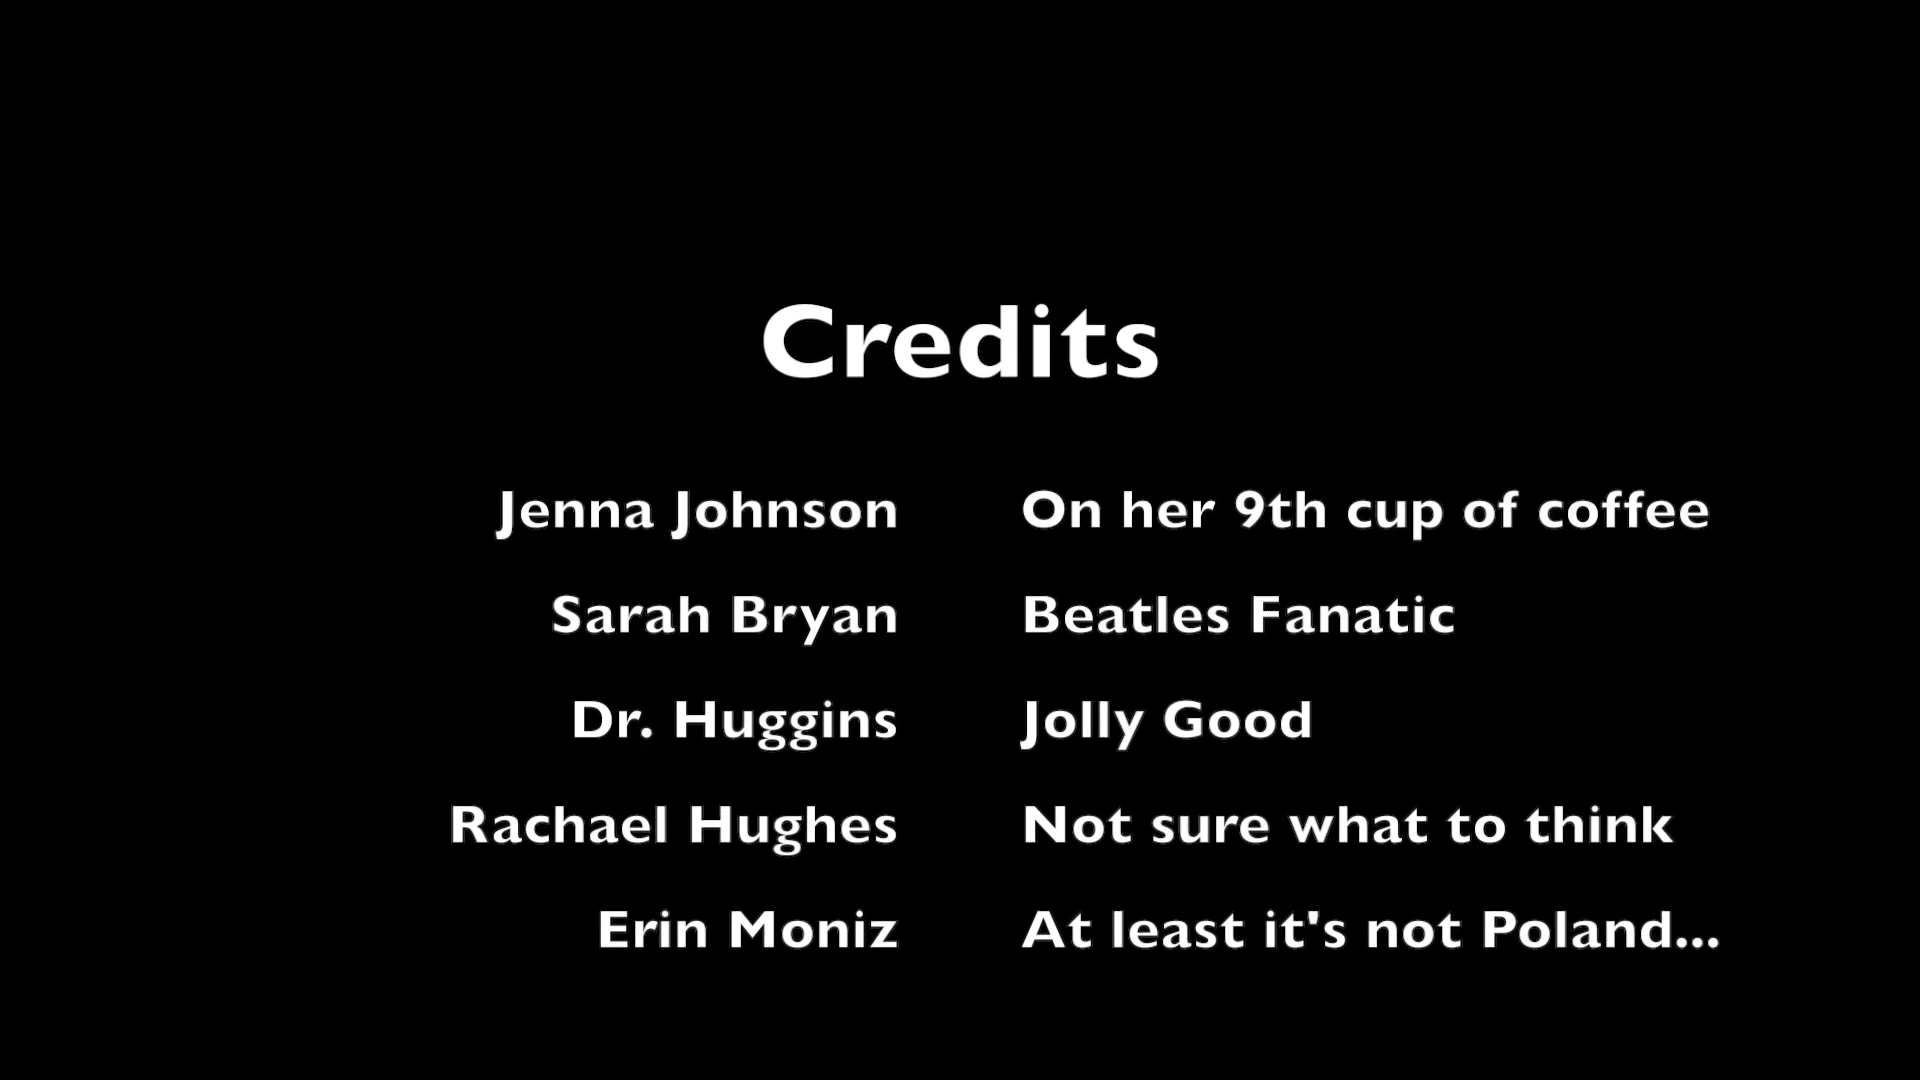 Credits
Jenna Johnson On her 9th cup of coffee
Sarah Bryan Beatles Fanatic
Dr. Huggins Jolly Good
Rachael Hughes Not sure what to think
Erin Moniz At least it's not Poland...